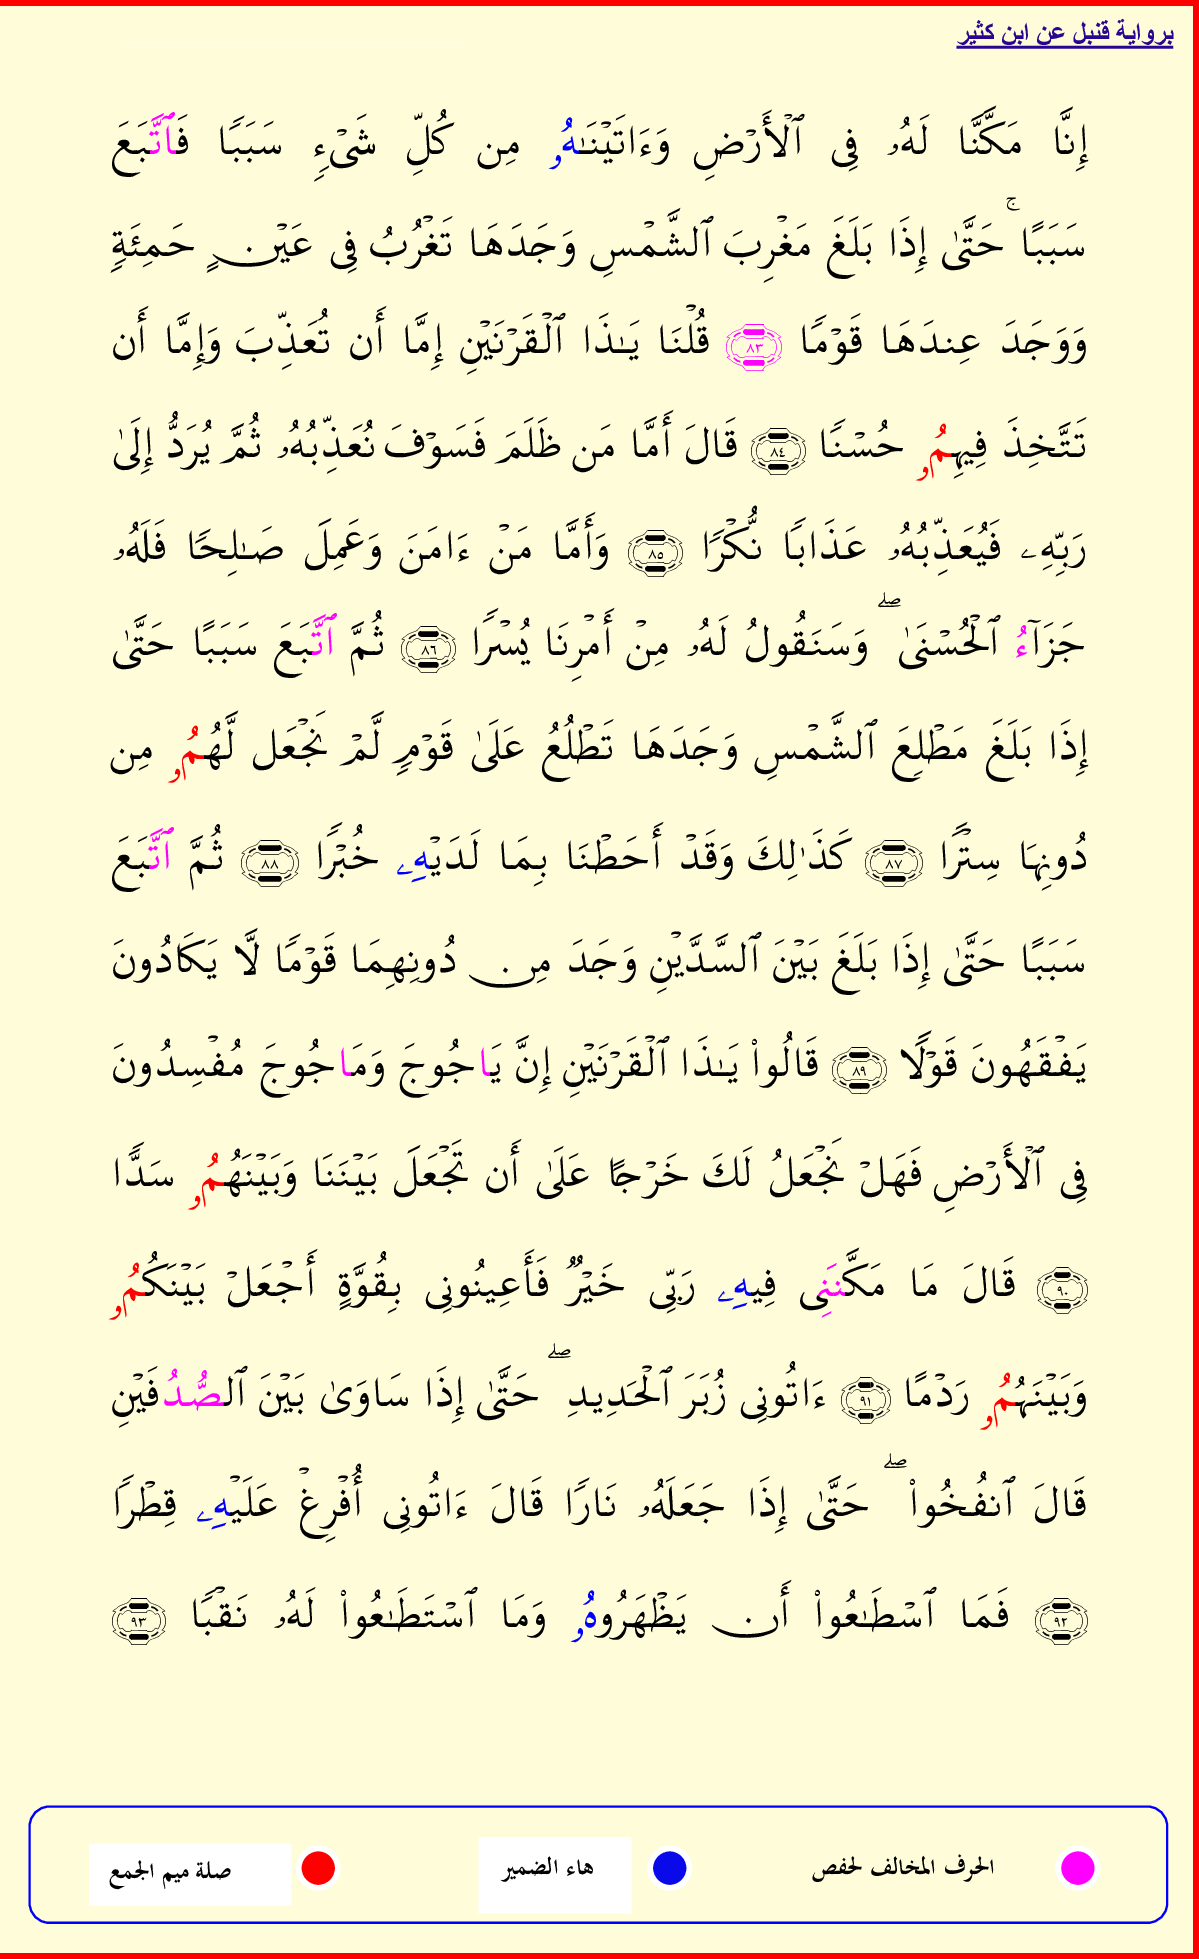 برواية قنبل عن ابن كثير
إِنَّا مَكَّنَّا لَهُۥ فِى ٱلْأَرْضِ وَءَاتَيْنَـٰهُۥ مِن كُلِّ شَىْءٍ سَبَبًا فَٱتَّبَعَ
سَبَبًا ۚ حَتَّىٰ إِذَا بَلَغَ مَغْرِبَ ٱلشَّمْسِ وَجَدَهَا تَغْرُبُ فِى عَيْنٍ حَمِئَةٍ
وَوَجَدَ عِندَهَا قَوْمًا ٨٣ قُلْنَا يَـٰذَا ٱلْقَرْنَيْنِ إِمَّا أَن تُعَذِّبَ وَإِمَّا أَن
تَتَّخِذَ فِيهِمُۥ حُسْنًا ٨٤ قَالَ أَمَّا مَن ظَلَمَ فَسَوْفَ نُعَذِّبُهُۥ ثُمَّ يُرَدُّ إِلَىٰ
رَبِّهِۦ فَيُعَذِّبُهُۥ عَذَابًا نُّكْرًا ٨٥ وَأَمَّا مَنْ ءَامَنَ وَعَمِلَ صَـٰلِحًا فَلَهُۥ
جَزَآءُ ٱلْحُسْنَىٰ ۖ وَسَنَقُولُ لَهُۥ مِنْ أَمْرِنَا يُسْرًا ٨٦ ثُمَّ ٱتَّبَعَ سَبَبًا حَتَّىٰ
إِذَا بَلَغَ مَطْلِعَ ٱلشَّمْسِ وَجَدَهَا تَطْلُعُ عَلَىٰ قَوْمٍ لَّمْ نَجْعَل لَّهُمُۥ مِن
دُونِهَا سِتْرًا ٨٧ كَذَٰلِكَ وَقَدْ أَحَطْنَا بِمَا لَدَيْهِۦ خُبْرًا ٨٨ ثُمَّ ٱتَّبَعَ
سَبَبًا حَتَّىٰ إِذَا بَلَغَ بَيْنَ ٱلسَّدَّيْنِ وَجَدَ مِن دُونِهِمَا قَوْمًا لَّا يَكَادُونَ
يَفْقَهُونَ قَوْلًا ٨٩ قَالُوا۟ يَـٰذَا ٱلْقَرْنَيْنِ إِنَّ يَاجُوجَ وَمَاجُوجَ مُفْسِدُونَ
فِى ٱلْأَرْضِ فَهَلْ نَجْعَلُ لَكَ خَرْجًا عَلَىٰ أَن تَجْعَلَ بَيْنَنَا وَبَيْنَهُمُۥ سَدًّا
٩٠ قَالَ مَا مَكَّنَنِى فِيهِۦ رَبِّى خَيْرٌ فَأَعِينُونِى بِقُوَّةٍ أَجْعَلْ بَيْنَكُمُۥ
وَبَيْنَهُمُۥ رَدْمًا ٩١ ءَاتُونِى زُبَرَ ٱلْحَدِيدِ ۖ حَتَّىٰ إِذَا سَاوَىٰ بَيْنَ ٱلصُّدُفَيْنِ
قَالَ ٱنفُخُوا۟ ۖ حَتَّىٰ إِذَا جَعَلَهُۥ نَارًا قَالَ ءَاتُونِى أُفْرِغْ عَلَيْهِۦ قِطْرًا
٩٢ فَمَا ٱسْطَـٰعُوا۟ أَن يَظْهَرُوهُۥ وَمَا ٱسْتَطَـٰعُوا۟ لَهُۥ نَقْبًا ٩٣
الحرف المخالف لحفص هاء الضمير صلة ميم الجمع